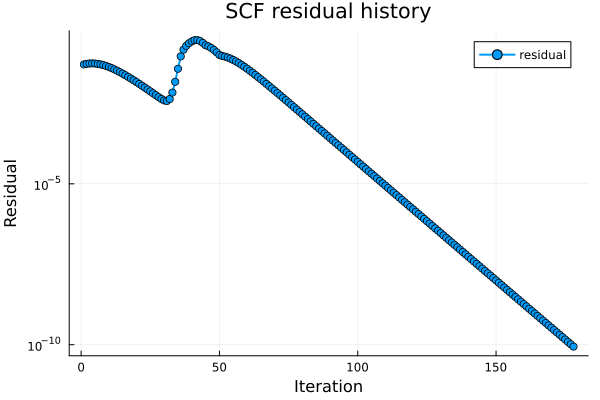 SCF residual history
residual
Residual
10⁻⁵
10⁻¹⁰
0
50
100
150
Iteration